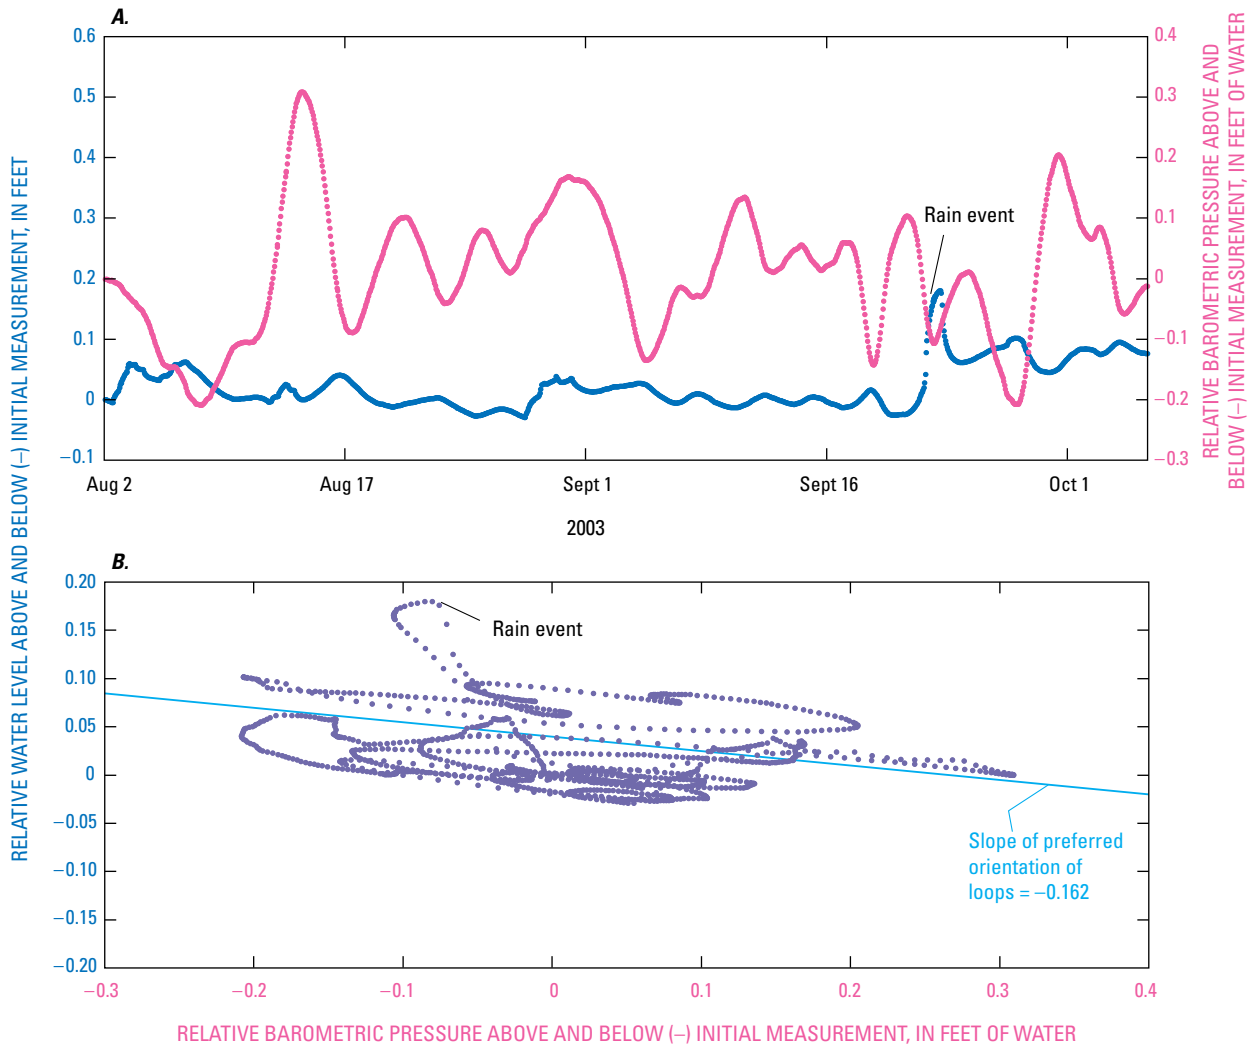 A.
RELATIVE WATER LEVEL ABOVE AND BELOW (–) INITIAL MEASUREMENT, IN FEET
0.6
0.5
0.4
0.3
0.2
0.1
0
–0.1
0.4
0.3
0.2
0.1
0
–0.1
–0.2
–0.3
RELATIVE BAROMETRIC PRESSURE ABOVE AND
BELOW (–) INITIAL MEASUREMENT, IN FEET OF WATER
Rain event
Aug 2
Aug 17
Sept 1
Sept 16
Oct 1
2003
B.
0.20
0.15
0.10
0.05
0
–0.05
–0.10
–0.15
–0.20
Rain event
Slope of preferred
orientation of
loops = –0.162
–0.3
–0.2
–0.1
0
0.1
0.2
0.3
0.4
RELATIVE BAROMETRIC PRESSURE ABOVE AND BELOW (–) INITIAL MEASUREMENT, IN FEET OF WATER